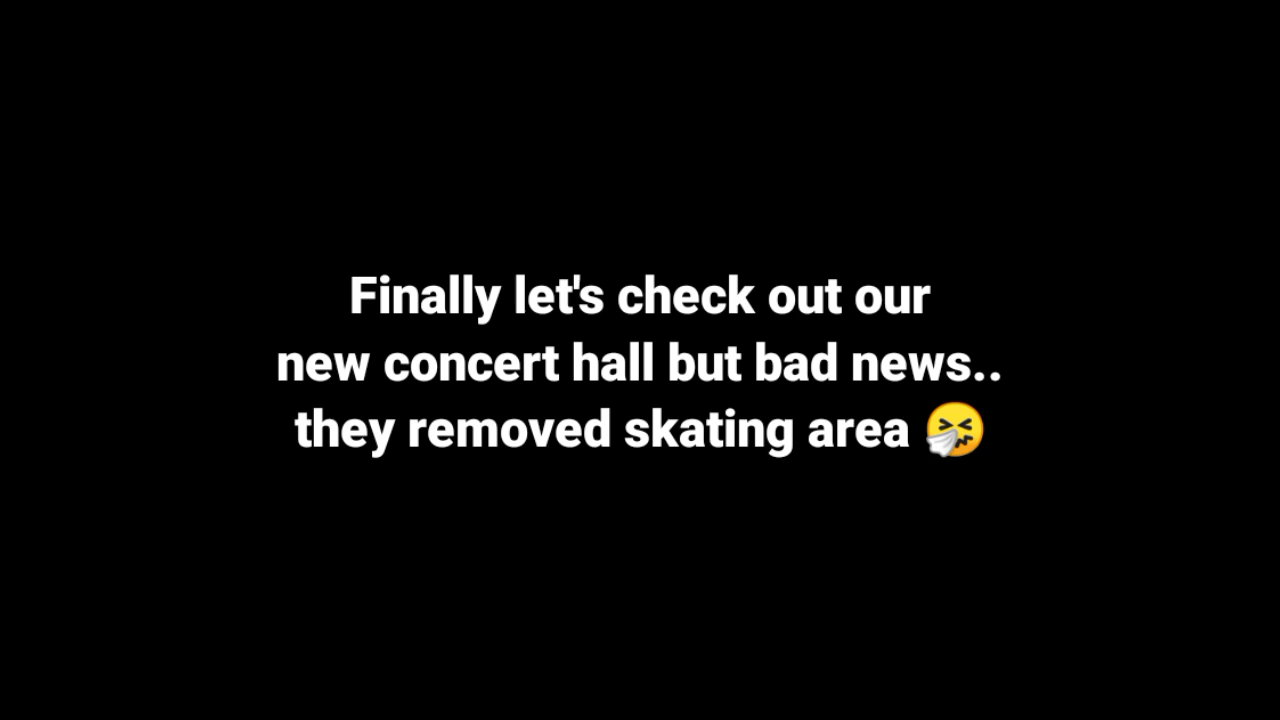 Finally let's check out our
new concert hall but bad news..
they removed skating area 🤧